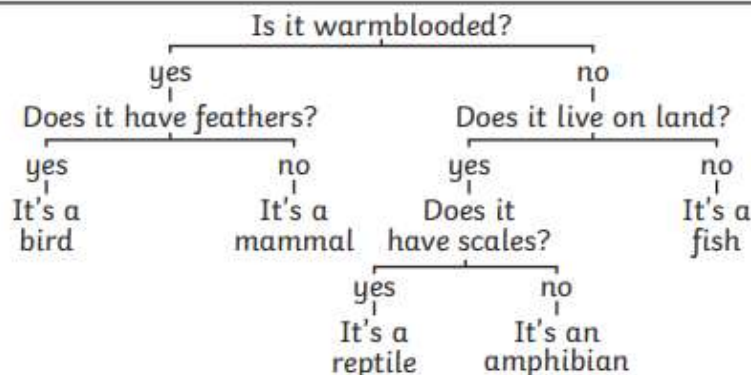 Is it warmblooded?
yes no
Does it have feathers? Does it live on land?
yes no yes no
It's a It's a Does it It's a
bird mammal have scales? fish
yes no
It's a It's an
reptile amphibian